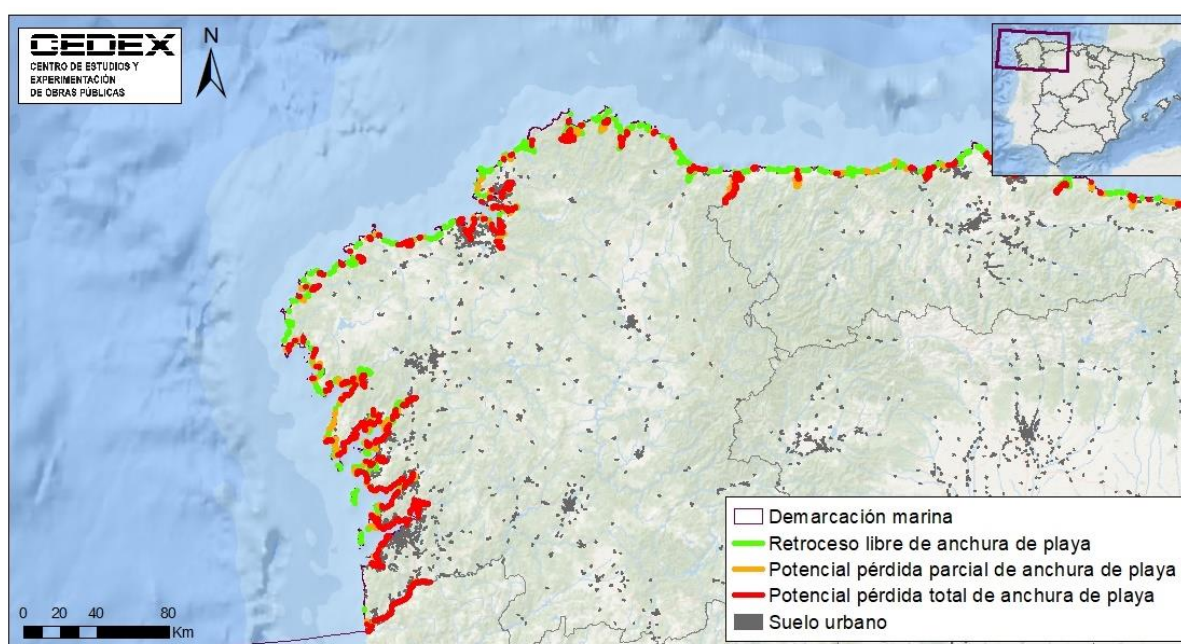 CEDEX
CENTRO DE ESTUDIOS Y
EXPERIMENTACIÓN
DE OBRAS PÚBLICAS
N
Demarcación marina
Retroceso libre de anchura de playa
Potencial pérdida parcial de anchura de playa
Potencial pérdida total de anchura de playa
Suelo urbano
0 20 40 80
Km